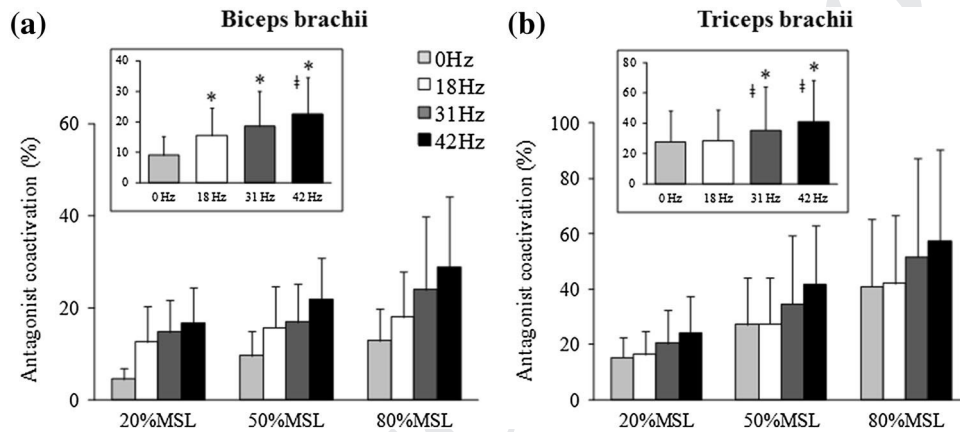 (a)
Biceps brachii
0Hz
18Hz
31Hz
42Hz
Antagonist coactivation (%)
60
40
20
0
40
30
20
10
0
0 Hz 18 Hz 31 Hz 42 Hz
* * ‡ *
20%MSL 50%MSL 80%MSL
(b)
Triceps brachii
Antagonist coactivation (%)
100
80
60
40
20
0
80
60
40
20
0
0 Hz 18 Hz 31 Hz 42 Hz
‡ * ‡ *
20%MSL 50%MSL 80%MSL